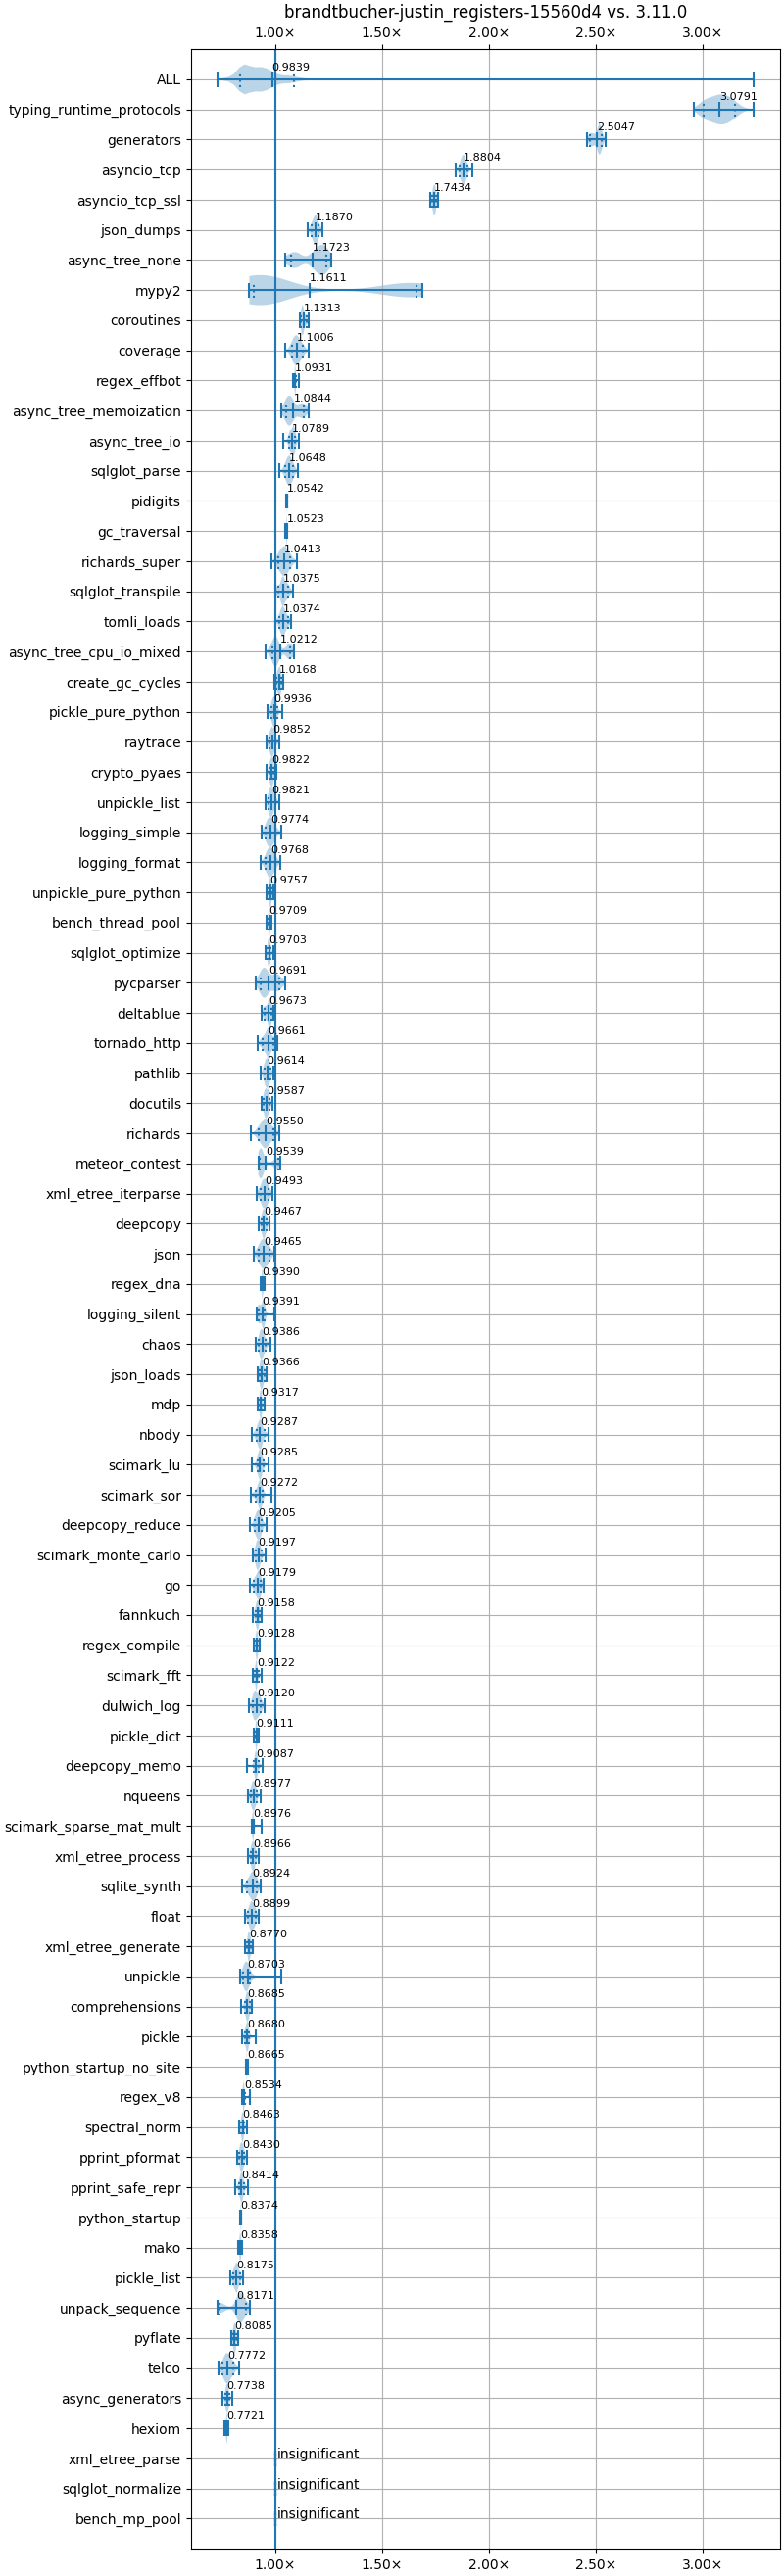 brandtbucher-justin_registers-15560d4 vs. 3.11.0
1.00× 1.50× 2.00× 2.50× 3.00×
ALL 0.9839
typing_runtime_protocols 3.0791
generators 2.5047
asyncio_tcp 1.8804
asyncio_tcp_ssl 1.7434
json_dumps 1.1870
async_tree_none 1.1723
mypy2 1.1611
coroutines 1.1313
coverage 1.1006
regex_effbot 1.0931
async_tree_memoization 1.0844
async_tree_io 1.0789
sqlglot_parse 1.0648
pidigits 1.0542
gc_traversal 1.0523
richards_super 1.0413
sqlglot_transpile 1.0375
tomli_loads 1.0374
async_tree_cpu_io_mixed 1.0212
create_gc_cycles 1.0168
pickle_pure_python 0.9936
raytrace 0.9852
crypto_pyaes 0.9822
unpickle_list 0.9821
logging_simple 0.9774
logging_format 0.9768
unpickle_pure_python 0.9757
bench_thread_pool 0.9709
sqlglot_optimize 0.9703
pycparser 0.9691
deltablue 0.9673
tornado_http 0.9661
pathlib 0.9614
docutils 0.9587
richards 0.9550
meteor_contest 0.9539
xml_etree_iterparse 0.9493
deepcopy 0.9467
json 0.9465
regex_dna 0.9390
logging_silent 0.9391
chaos 0.9386
json_loads 0.9366
mdp 0.9317
nbody 0.9287
scimark_lu 0.9285
scimark_sor 0.9272
deepcopy_reduce 0.9205
scimark_monte_carlo 0.9197
go 0.9179
fannkuch 0.9158
regex_compile 0.9128
scimark_fft 0.9122
dulwich_log 0.9120
pickle_dict 0.9111
deepcopy_memo 0.9087
nqueens 0.8977
scimark_sparse_mat_mult 0.8976
xml_etree_process 0.8966
sqlite_synth 0.8924
float 0.8899
xml_etree_generate 0.8770
unpickle 0.8703
comprehensions 0.8685
pickle 0.8680
python_startup_no_site 0.8665
regex_v8 0.8534
spectral_norm 0.8463
pprint_pformat 0.8430
pprint_safe_repr 0.8414
python_startup 0.8374
mako 0.8358
pickle_list 0.8175
unpack_sequence 0.8171
pyflate 0.8085
telco 0.7772
async_generators 0.7738
hexiom 0.7721
xml_etree_parse insignificant
sqlglot_normalize insignificant
bench_mp_pool insignificant
1.00× 1.50× 2.00× 2.50× 3.00×